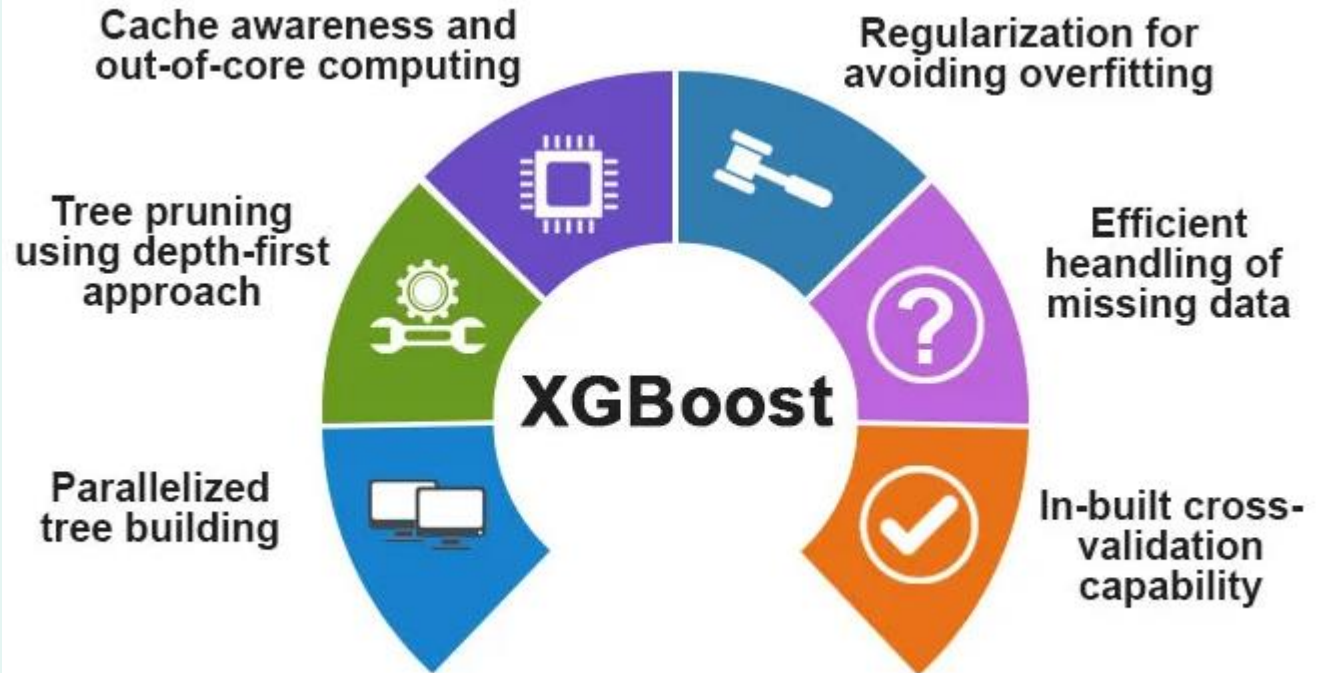 Cache awareness and
out-of-core computing
Regularization for
avoiding overfitting
Tree pruning
using depth-first
approach
Efficient
heandling of
missing data
XGBoost
Parallelized
tree building
In-built cross-
validation
capability